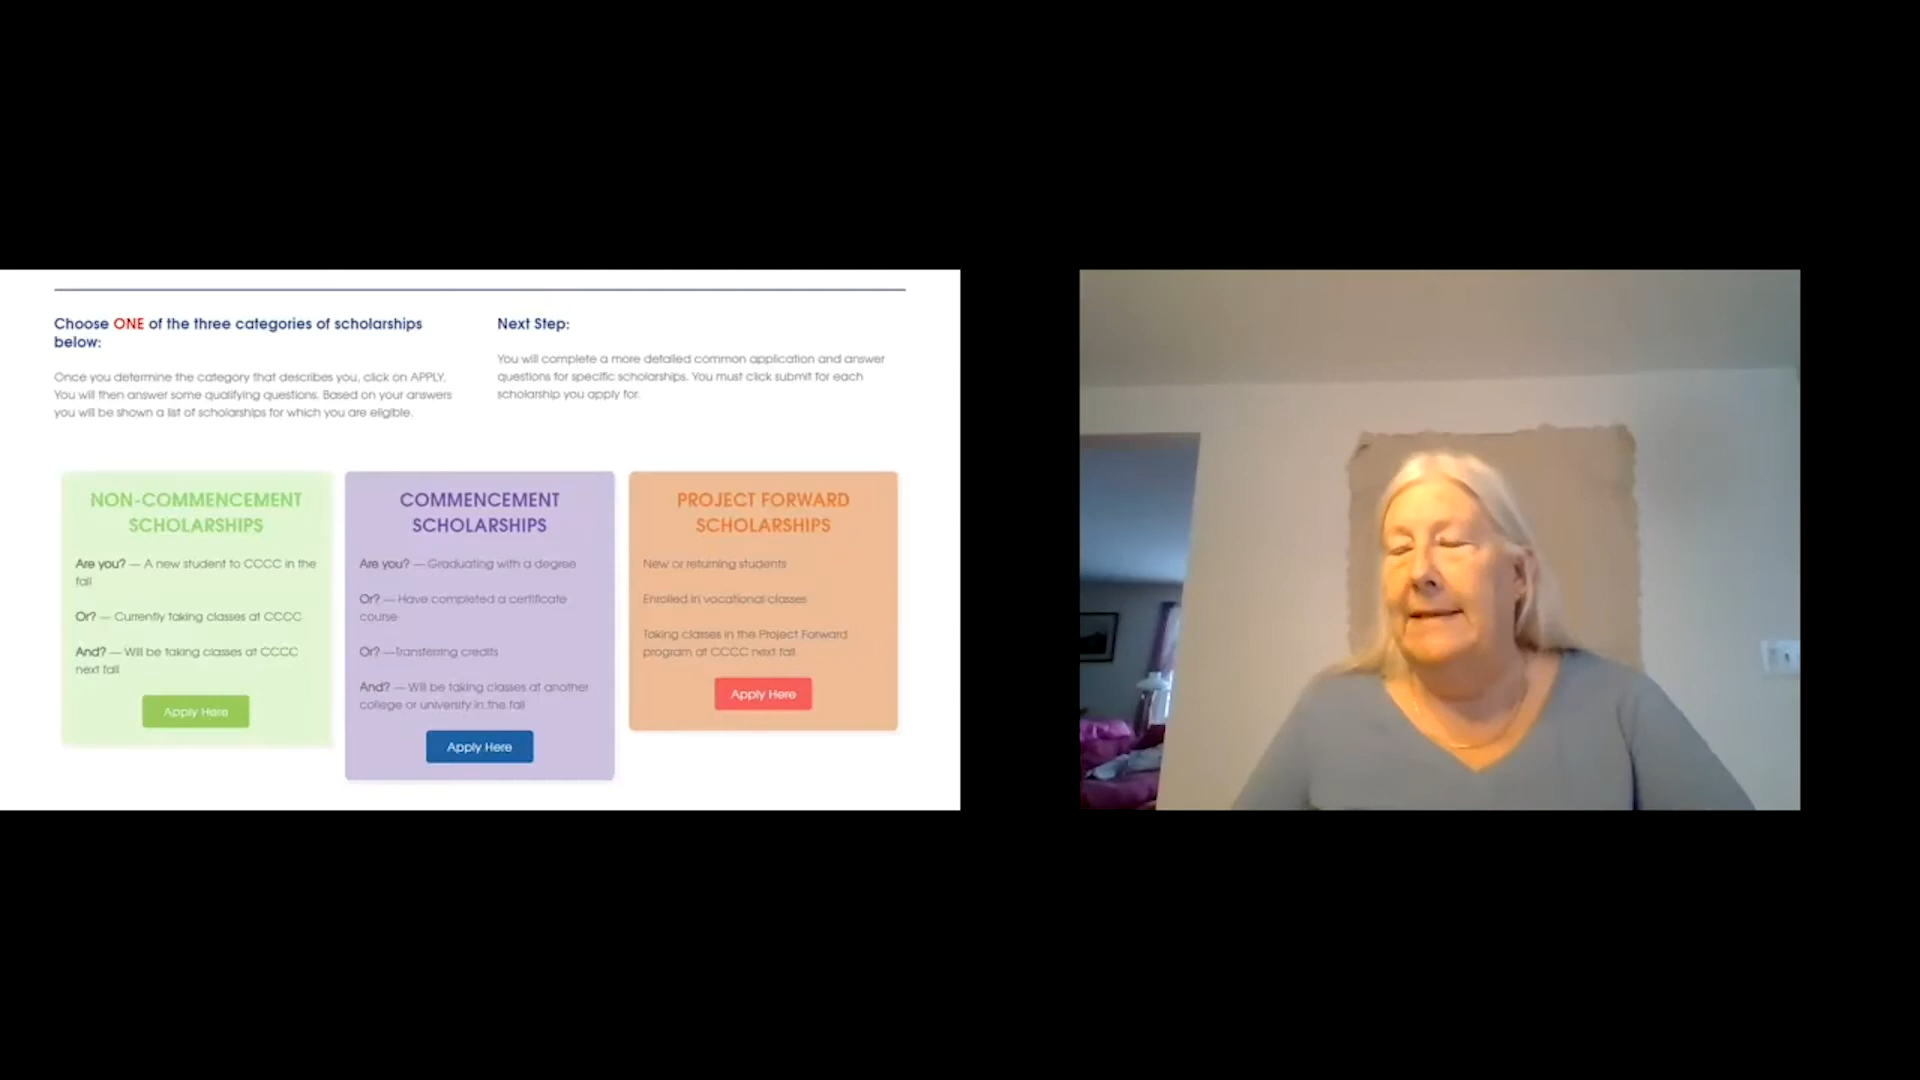 Choose ONE of the three categories of scholarships
below:
Once you determine the category that describes you, click on APPLY.
You will then answer some qualifying questions. Based on your answers
you will be shown a list of scholarships for which you are eligible.
Next Step:
You will complete a more detailed common application and answer
questions for specific scholarships. You must click submit for each
scholarship you apply for.
NON-COMMENCEMENT
SCHOLARSHIPS
Are you? — A new student to CCCC in the
fall
Or? — Currently taking classes at CCCC
And? — Will be taking classes at CCCC
next fall
Apply Here
COMMENCEMENT
SCHOLARSHIPS
Are you? — Graduating with a degree
Or? — Have completed a certificate
course
Or? —Transferring credits
And? — Will be taking classes at another
college or university in the fall
Apply Here
PROJECT FORWARD
SCHOLARSHIPS
New or returning students
Enrolled in vocational classes
Taking classes in the Project Forward
program at CCCC next fall
Apply Here